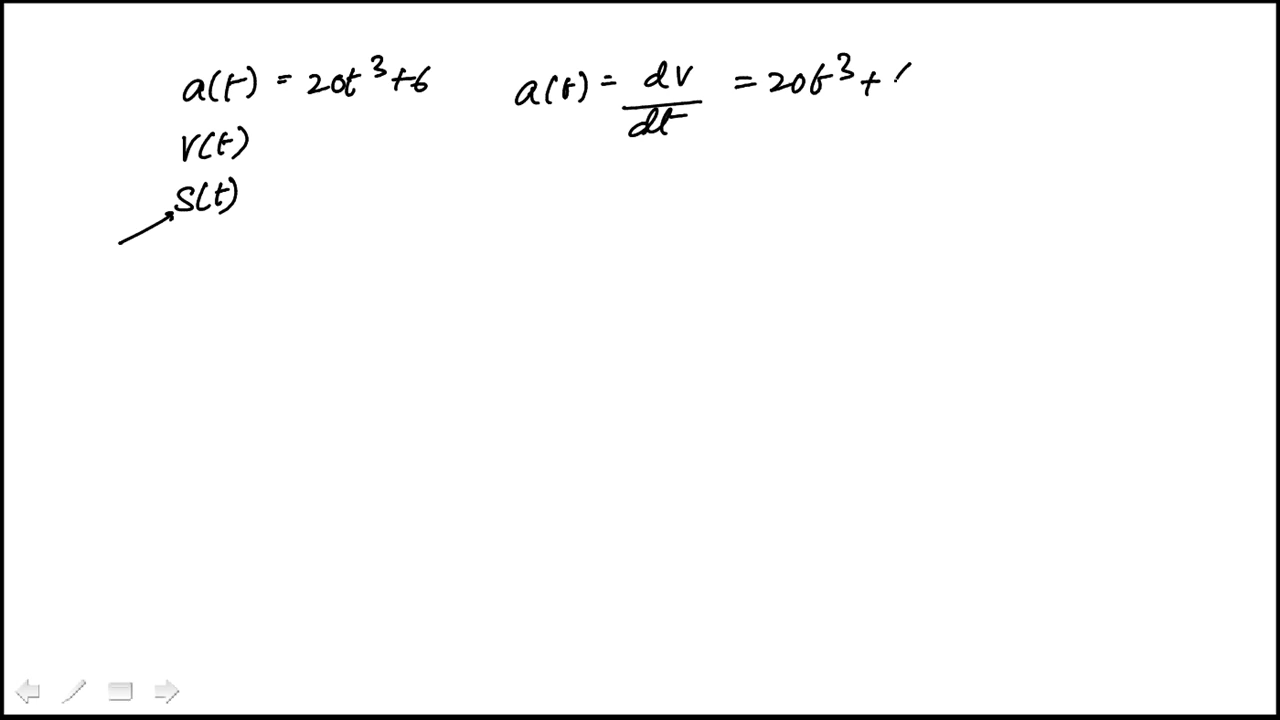 a(t) = 20t³+6
a(t) = dv/dt = 20t³+
v(t)
s(t)